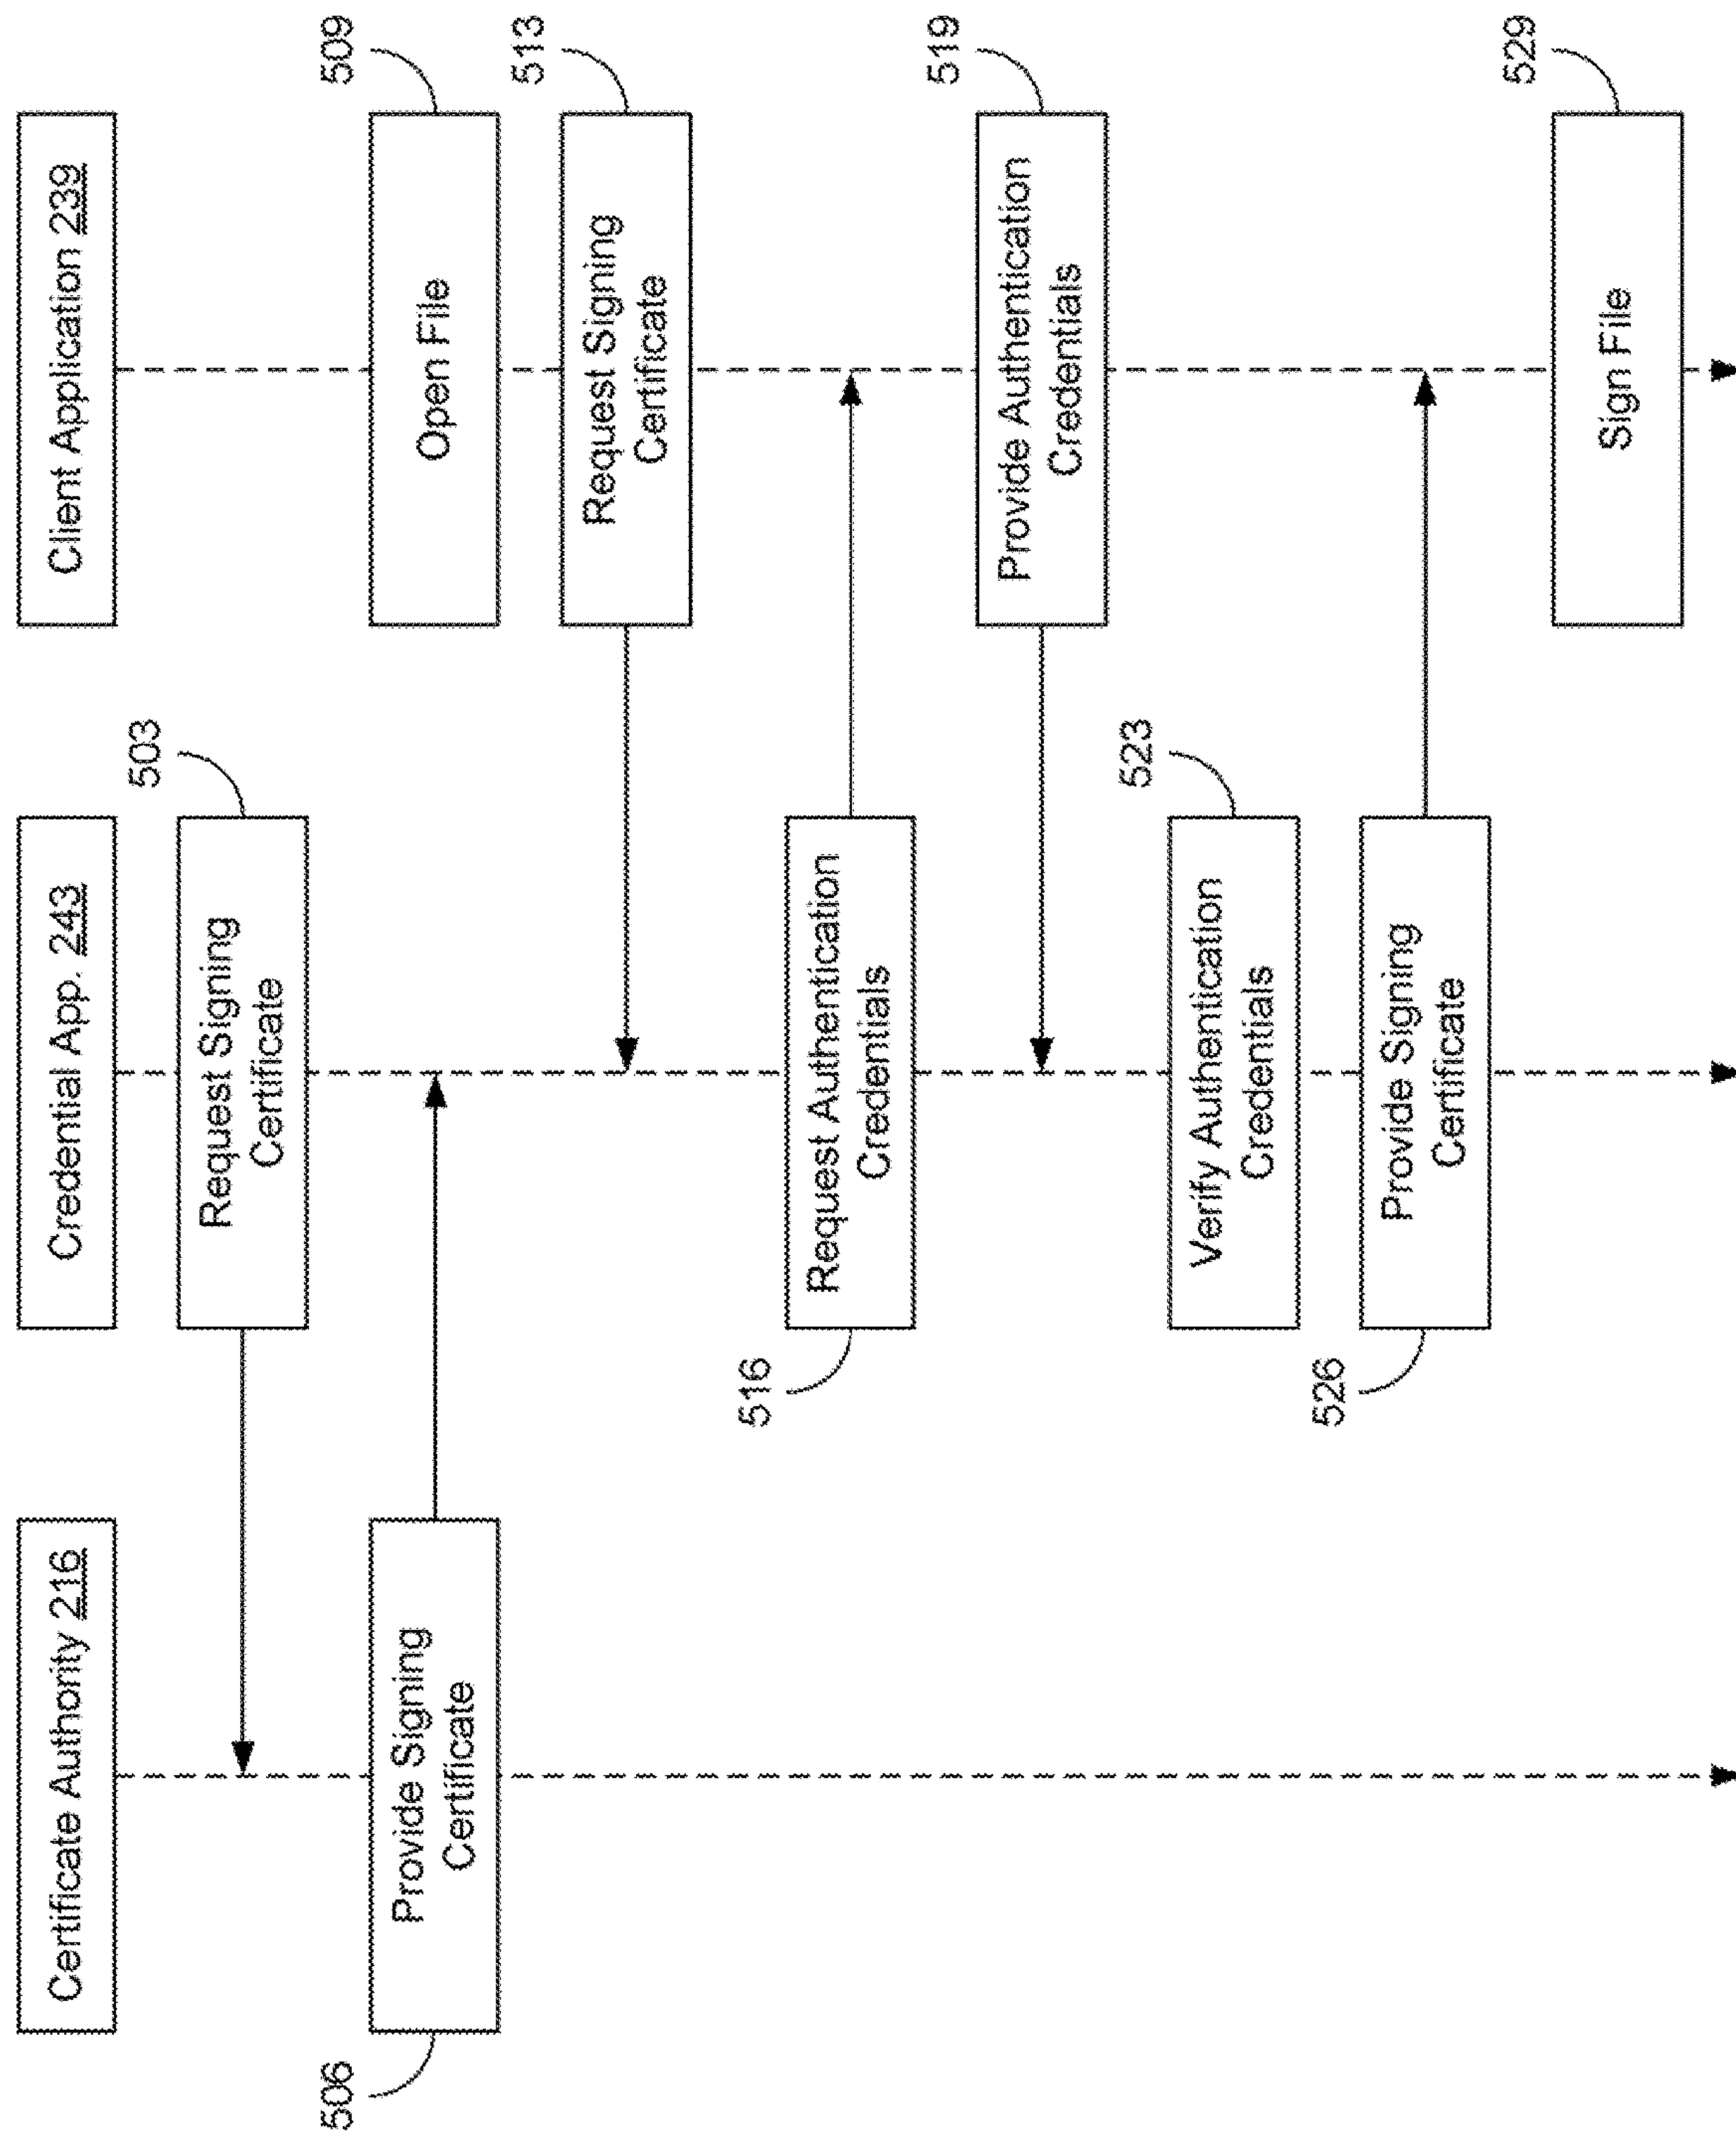 Certificate Authority 216
Credential App. 243
Client Application 239
503
Request Signing
Certificate
506
Provide Signing
Certificate
509
Open File
513
Request Signing
Certificate
516
Request Authentication
Credentials
519
Provide Authentication
Credentials
523
Verify Authentication
Credentials
526
Provide Signing
Certificate
529
Sign File